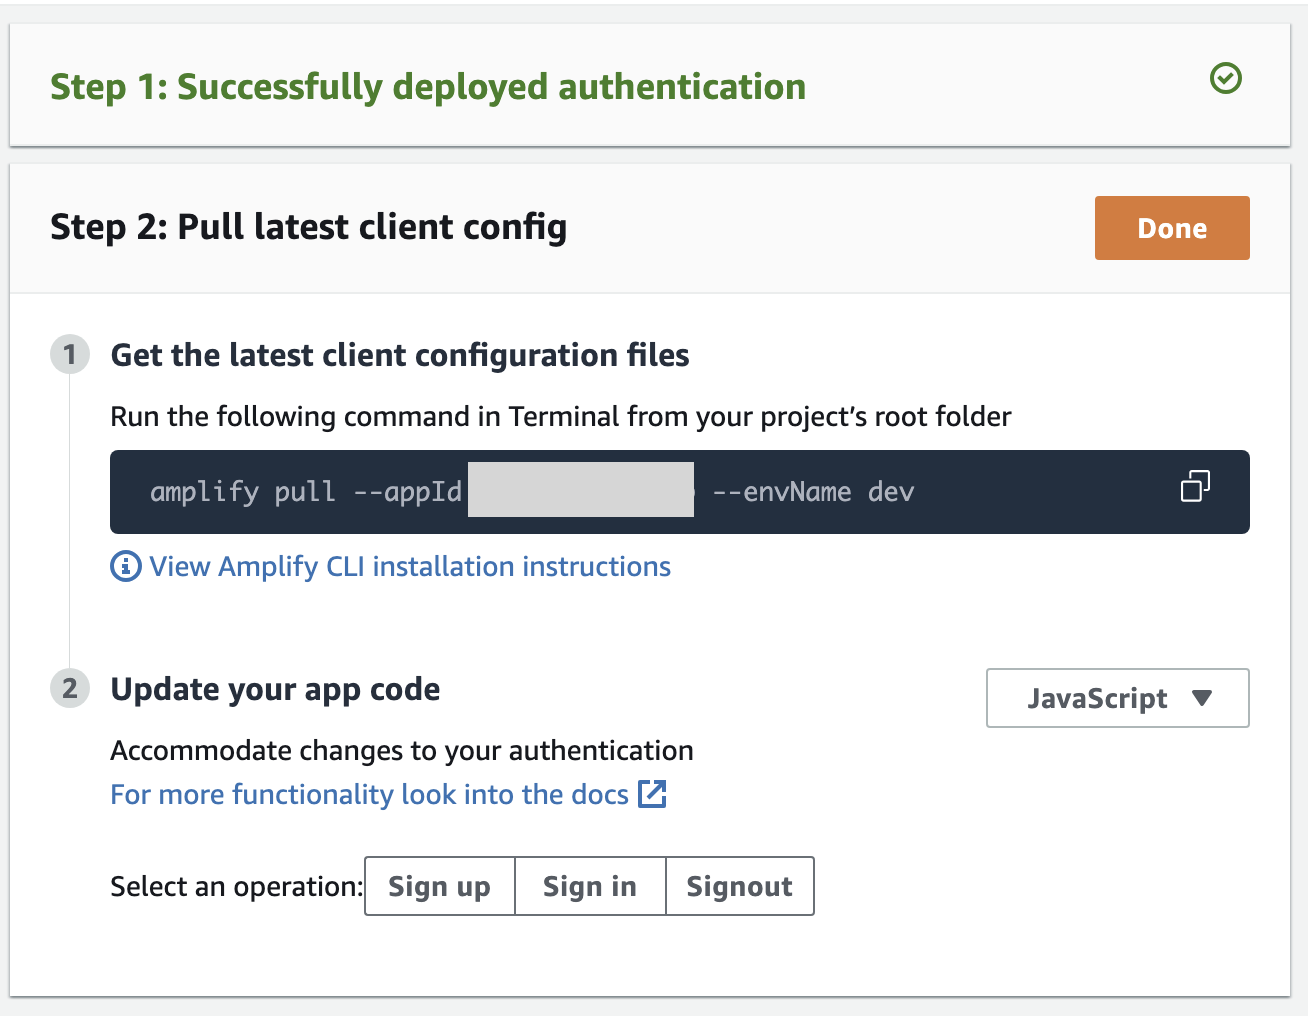 Step 1: Successfully deployed authentication
Step 2: Pull latest client config
Done
1
Get the latest client configuration files
Run the following command in Terminal from your project's root folder
amplify pull --appId --envName dev
View Amplify CLI installation instructions
2
Update your app code
JavaScript
Accommodate changes to your authentication
For more functionality look into the docs
Select an operation: Sign up Sign in Signout